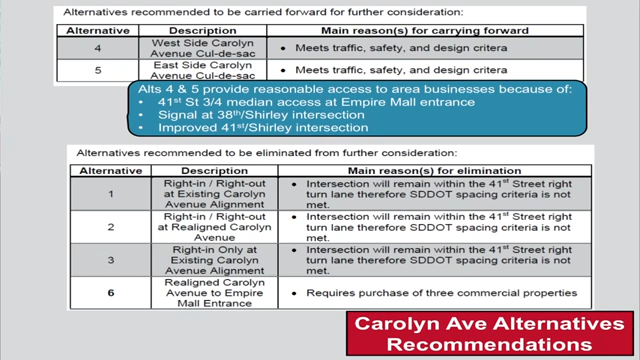 Alternatives recommended to be carried forward for further consideration:
Alternative Description Main reason(s) for carrying forward
4 West Side Carolyn Avenue Cul-de-sac • Meets traffic, safety, and design critera
5 East Side Carolyn Avenue Cul-de-sac • Meets traffic, safety, and design critera
Alts 4 & 5 provide reasonable access to area businesses because of:
• 41st St 3/4 median access at Empire Mall entrance
• Signal at 38th/Shirley intersection
• Improved 41st/Shirley intersection
Alternatives recommended to be eliminated from further consideration:
Alternative Description Main reason(s) for elimination
1 Right-in / Right-out at Existing Carolyn Avenue Alignment • Intersection will remain within the 41st Street right turn lane therefore SDDOT spacing criteria is not met.
2 Right-in / Right-out at Realigned Carolyn Avenue • Intersection will remain within the 41st Street right turn lane therefore SDDOT spacing criteria is not met.
3 Right-in Only at Existing Carolyn Avenue Alignment • Intersection will remain within the 41st Street right turn lane therefore SDDOT spacing criteria is not met.
6 Realigned Carolyn Avenue to Empire Mall Entrance • Requires purchase of three commercial properties
Carolyn Ave Alternatives
Recommendations